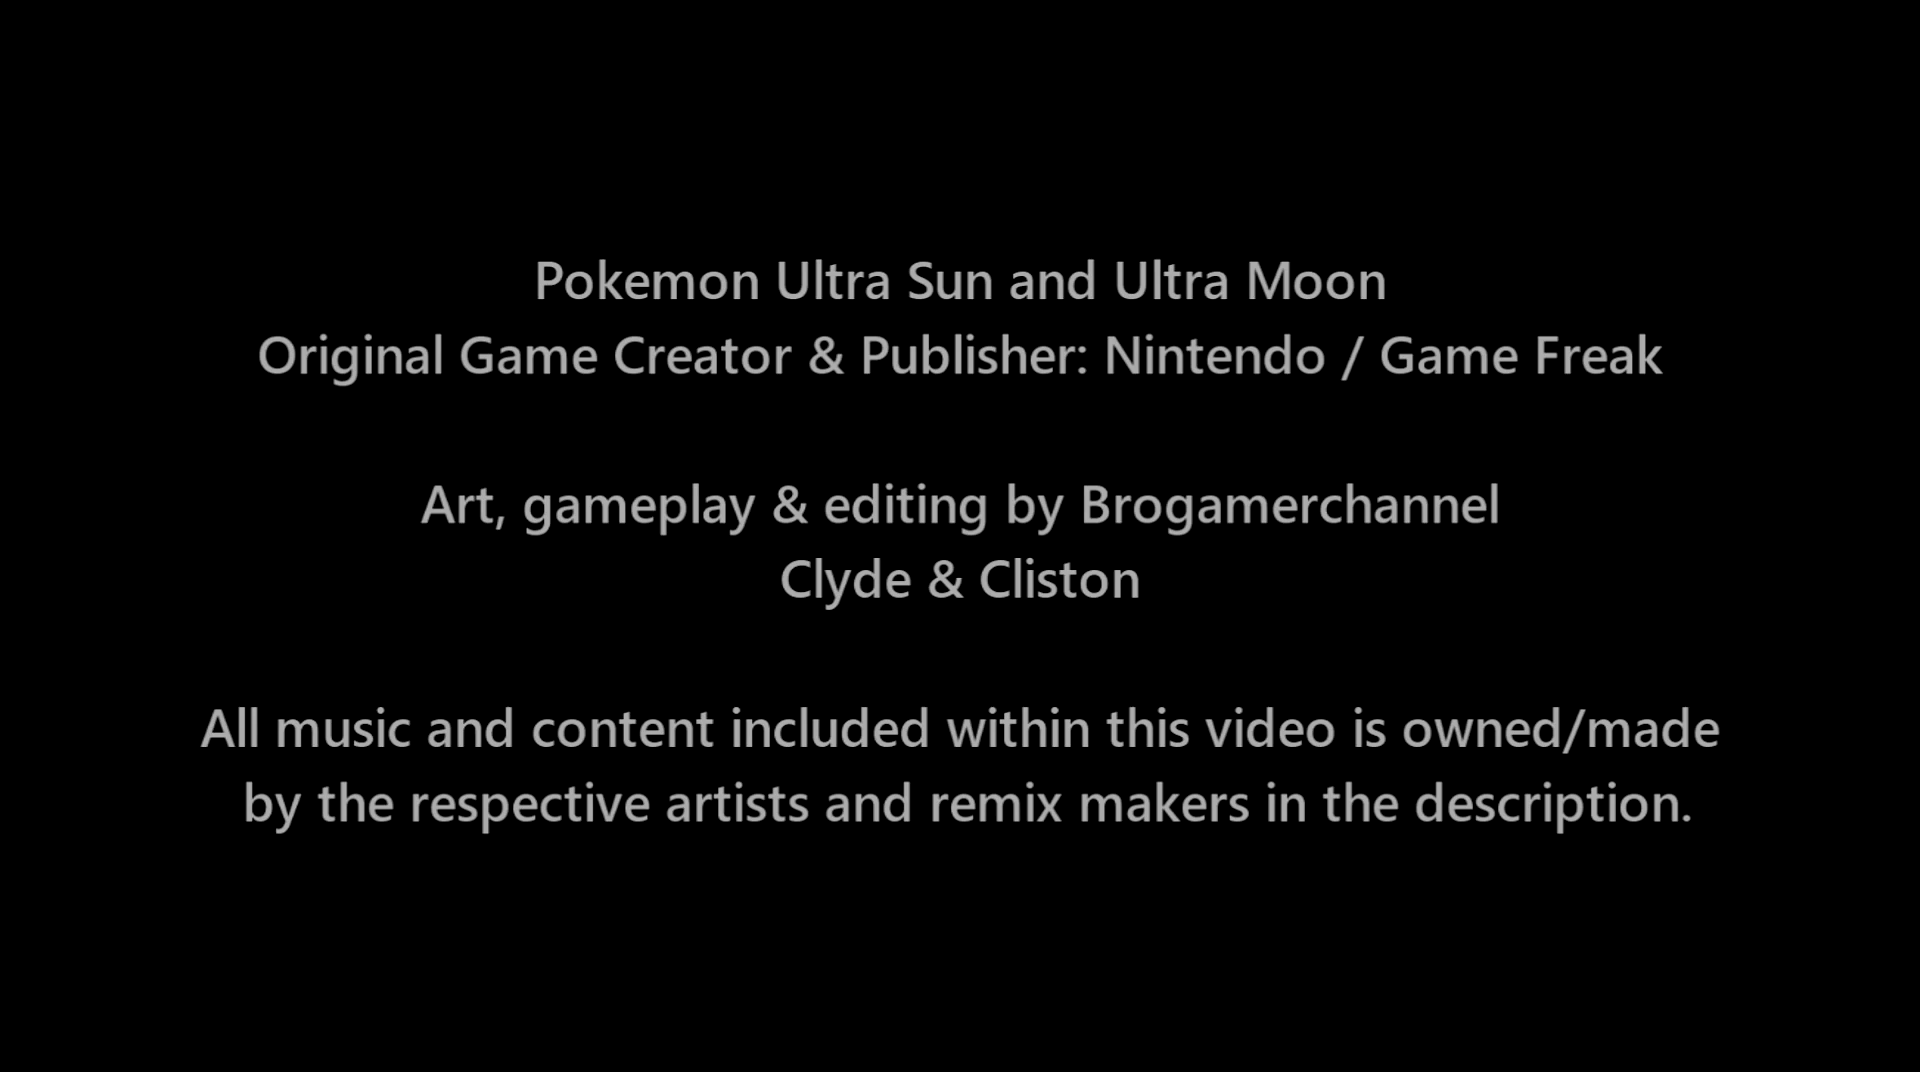 Pokemon Ultra Sun and Ultra Moon
Original Game Creator & Publisher: Nintendo / Game Freak
Art, gameplay & editing by Brogamerchannel
Clyde & Cliston
All music and content included within this video is owned/made
by the respective artists and remix makers in the description.